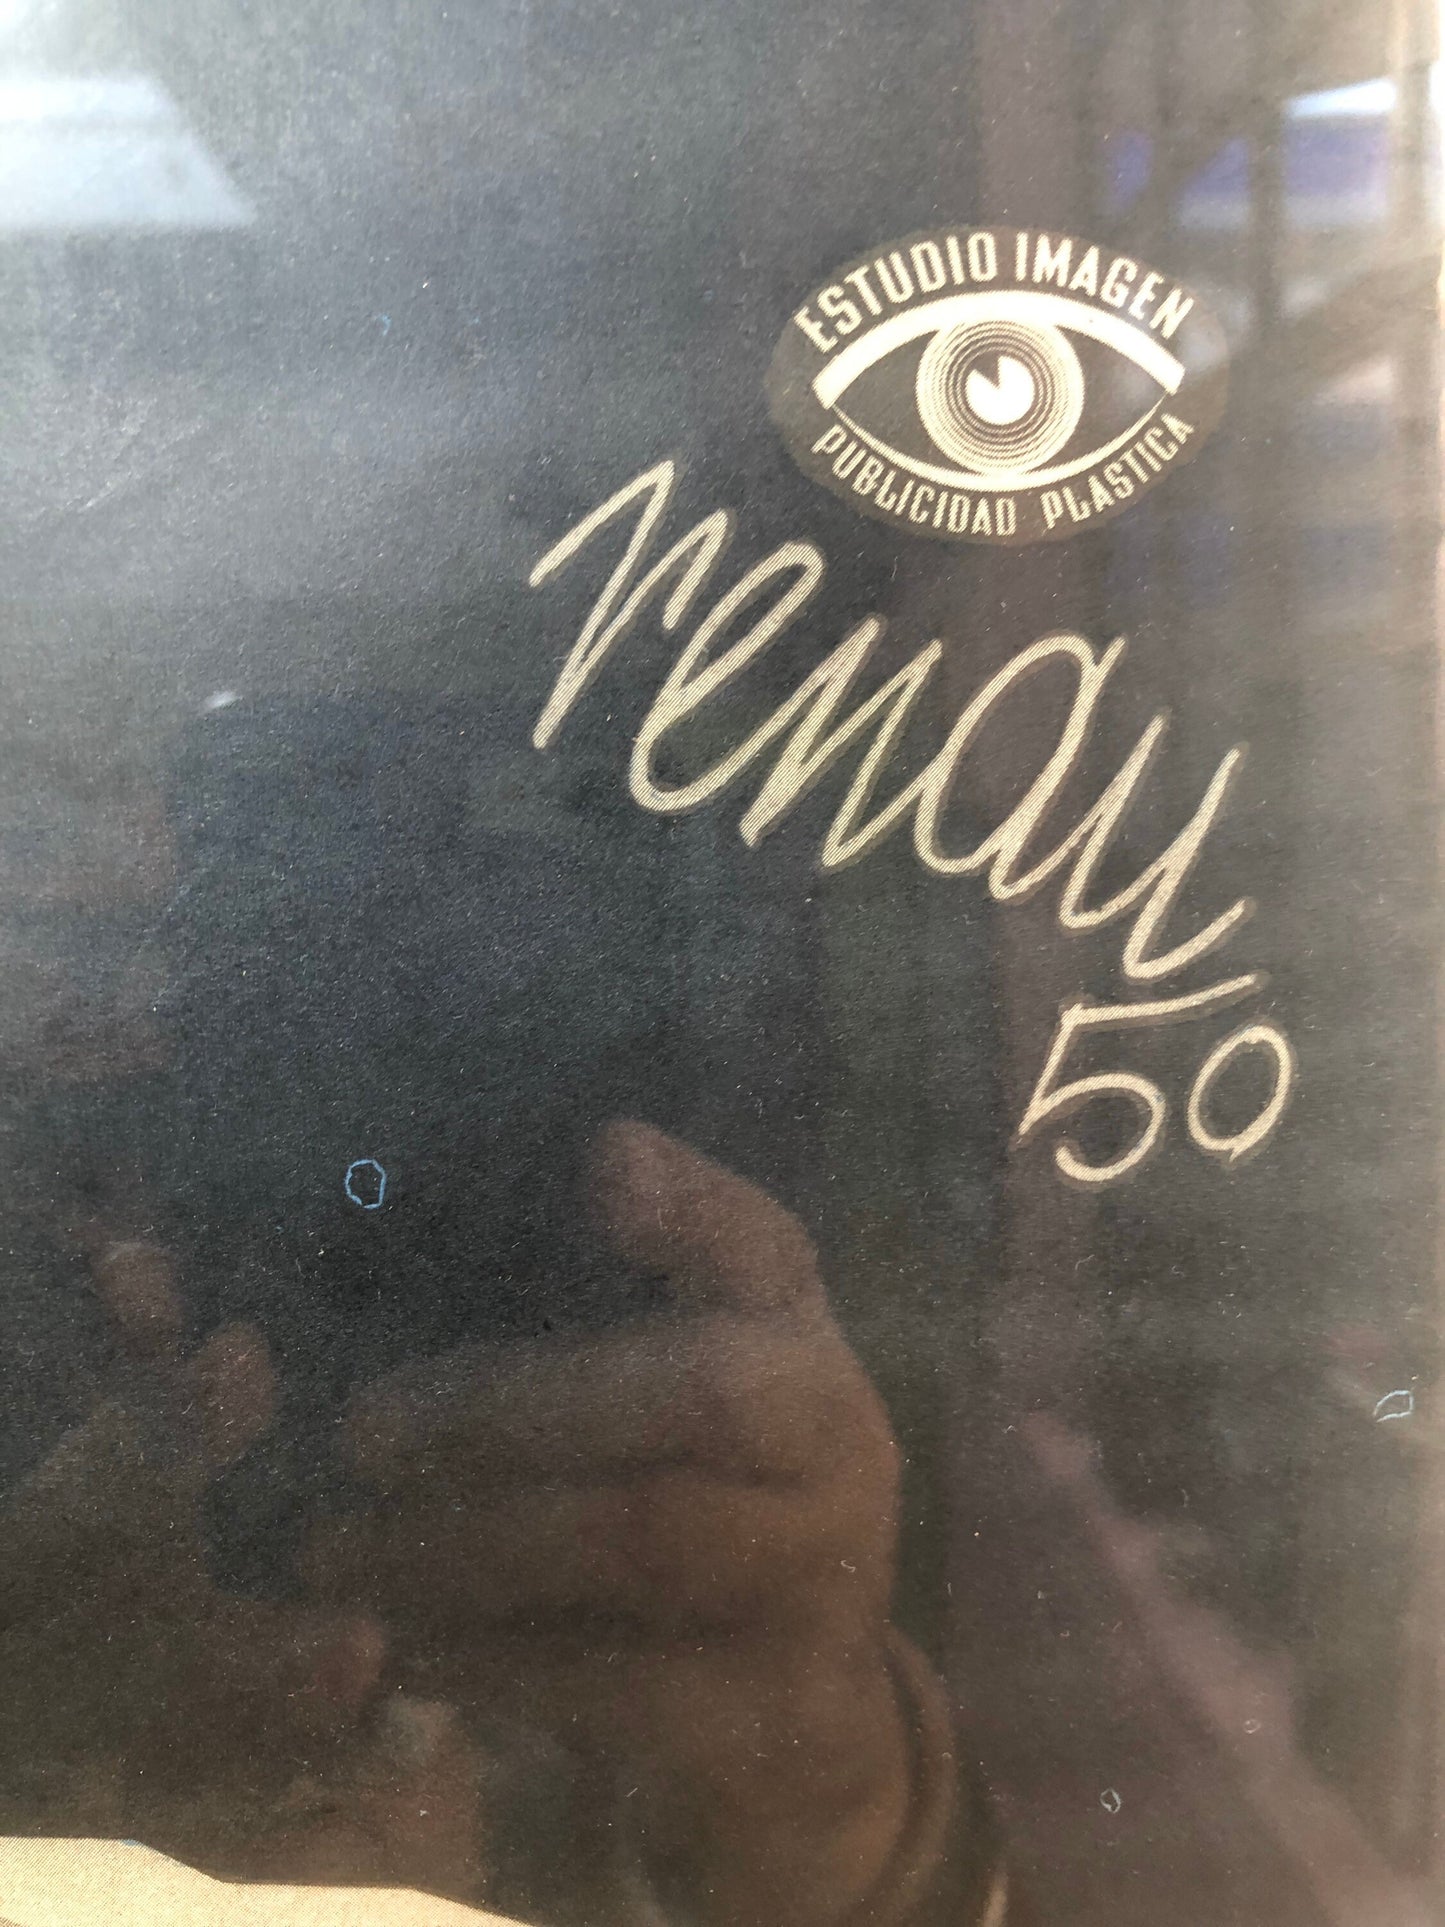 ESTUDIO IMAGEN
PUBLICIDAD PLASTICA
renau
50